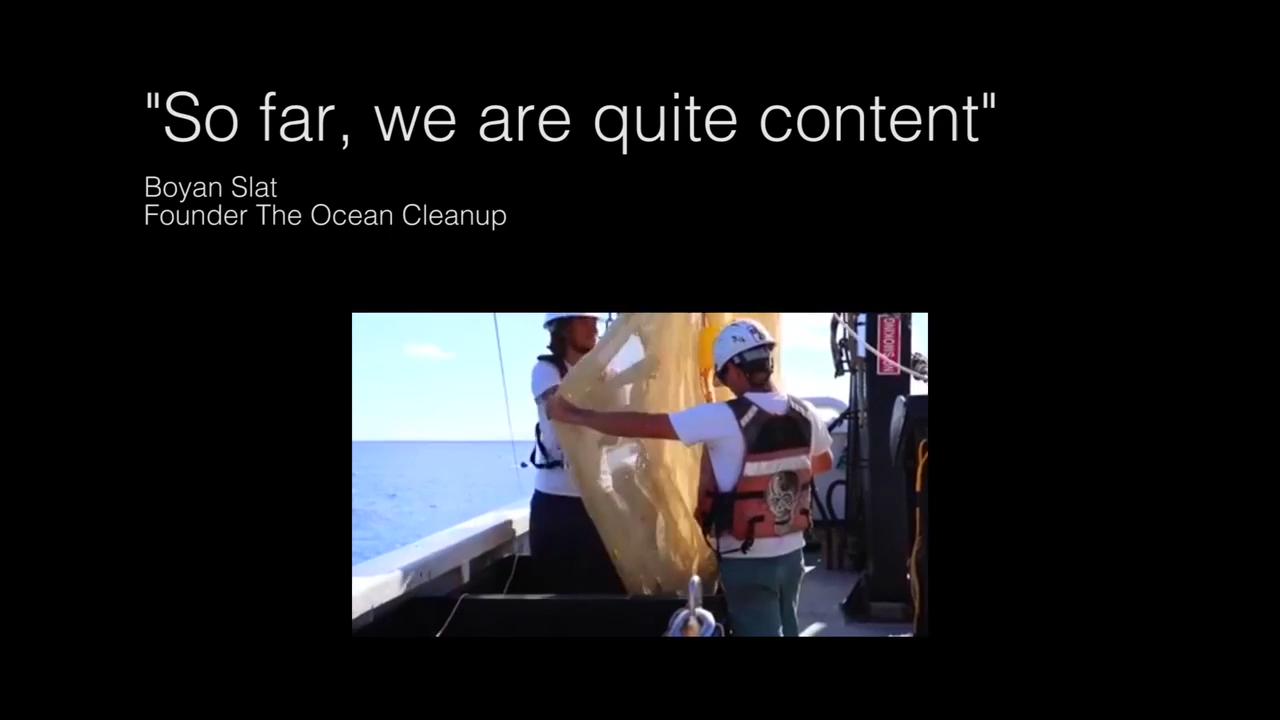 "So far, we are quite content"
Boyan Slat
Founder The Ocean Cleanup
NO SMOKING